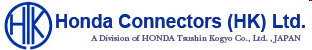 HK Honda Connectors (HK) Ltd.
A Division of HONDA Tsushin Kogyo Co., Ltd. , JAPAN